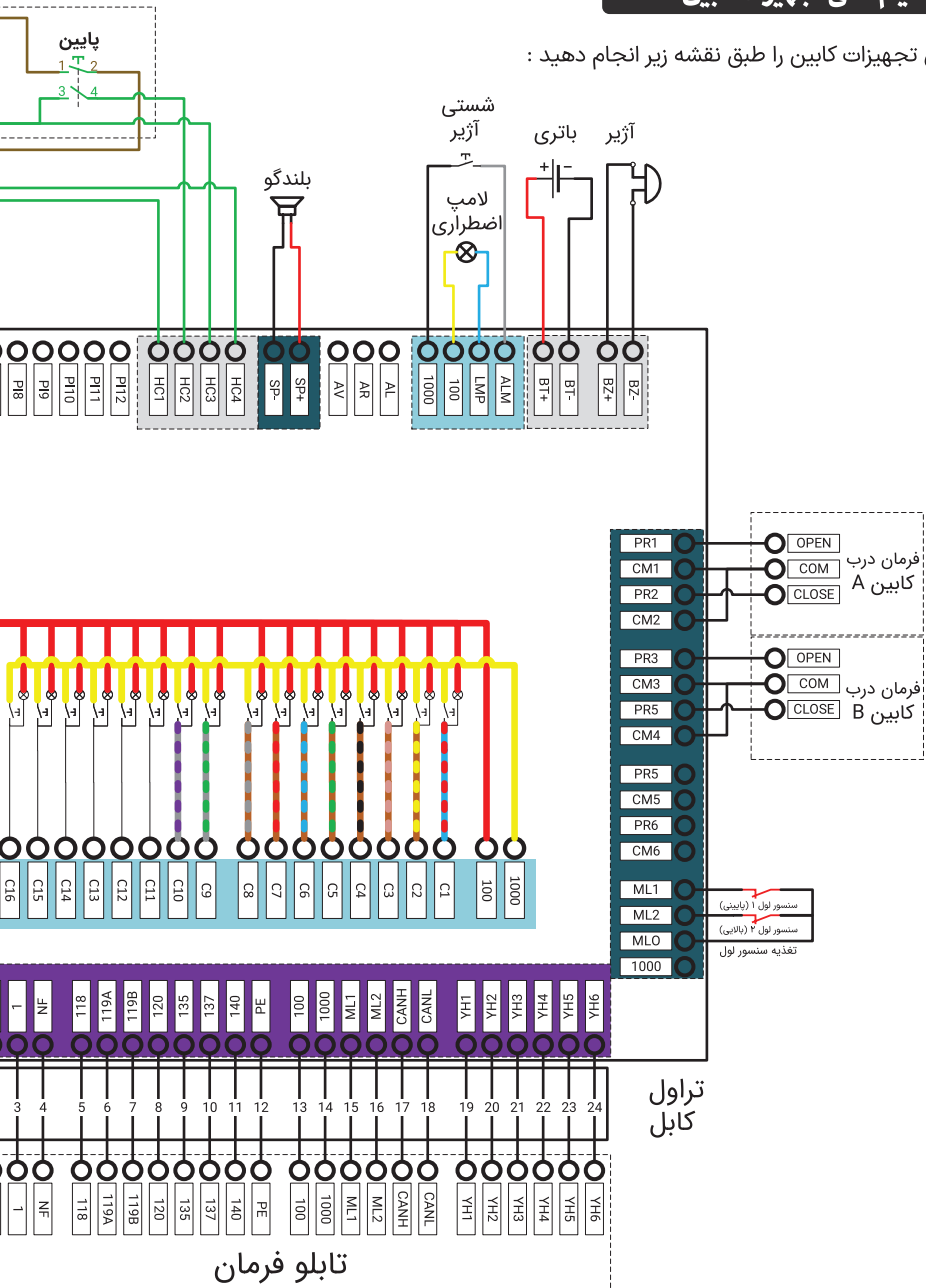 تجهیزات کابین را طبق نقشه زیر انجام دهید :
پایین
1 2
3 4
بلندگو
شستی
آژیر
لامپ
اضطراری
باتری
+ −
آژیر
PI8 PI9 PI10 PI11 PI12 HC1 HC2 HC3 HC4 SP- SP+ AV AR AL 1000 100 LMP ALM BT+ BT- BZ+ BZ-
PR1
CM1
PR2
CM2
PR3
CM3
PR5
CM4
PR5
CM5
PR6
CM6
ML1
ML2
MLO
1000
OPEN
COM
CLOSE
فرمان درب
کابین A
OPEN
COM
CLOSE
فرمان درب
کابین B
سنسور لول ۱ (پایینی)
سنسور لول ۲ (بالایی)
تغذیه سنسور لول
C16 C15 C14 C13 C12 C11 C10 C9 C8 C7 C6 C5 C4 C3 C2 C1 100 1000
1 NF 118 119A 119B 120 135 137 140 PE 100 1000 ML1 ML2 CANH CANL YH1 YH2 YH3 YH4 YH5 YH6
3 4 5 6 7 8 9 10 11 12 13 14 15 16 17 18 19 20 21 22 23 24
تراول
کابل
1 NF 118 119A 119B 120 135 137 140 PE 100 1000 ML1 ML2 CANH CANL YH1 YH2 YH3 YH4 YH5 YH6
تابلو فرمان